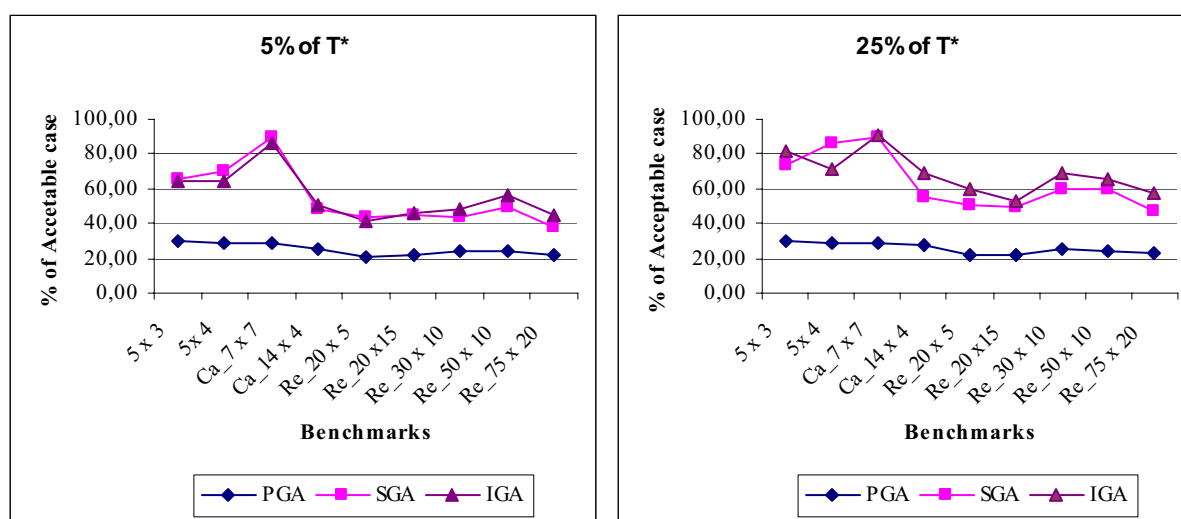 5% of T*
% of Accetable case
100,00
80,00
60,00
40,00
20,00
0,00
5 x 3
5x 4
Ca_7 x 7
Ca_14 x 4
Re_20 x 5
Re_20 x15
Re_30 x 10
Re_50 x 10
Re_75 x 20
Benchmarks
PGA
SGA
IGA
25% of T*
% of Acceptable case
100,00
80,00
60,00
40,00
20,00
0,00
5 x 3
5x 4
Ca_7 x 7
Ca_14 x 4
Re_20 x 5
Re_20 x15
Re_30 x 10
Re_50 x 10
Re_75 x 20
Benchmarks
PGA
SGA
IGA